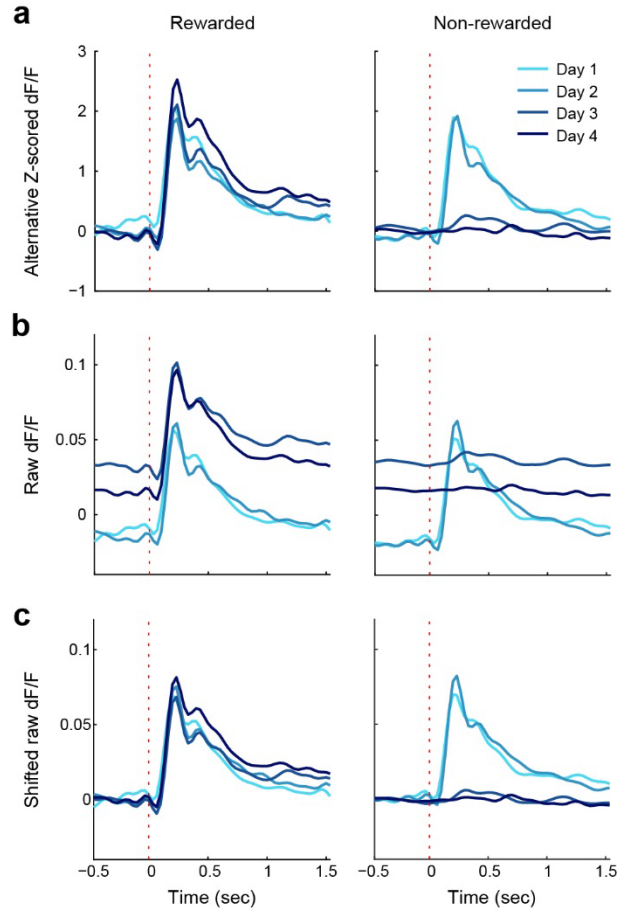 a
Rewarded
Non-rewarded
Alternative Z-scored dF/F
3
2
1
0
−1
Day 1
Day 2
Day 3
Day 4
b
Raw dF/F
0.1
0.05
0
c
Shifted raw dF/F
0.1
0.05
0
−0.5
0
0.5
1
1.5
−0.5
0
0.5
1
1.5
Time (sec)
Time (sec)